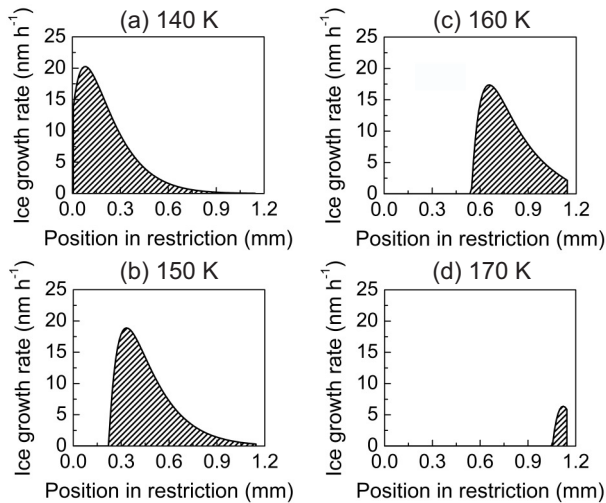 (a) 140 K
Ice growth rate (nm h⁻¹)
25
20
15
10
5
0
0.0 0.3 0.6 0.9 1.2
Position in restriction (mm)
(b) 150 K
Ice growth rate (nm h⁻¹)
25
20
15
10
5
0
0.0 0.3 0.6 0.9 1.2
Position in restriction (mm)
(c) 160 K
Ice growth rate (nm h⁻¹)
25
20
15
10
5
0
0.0 0.3 0.6 0.9 1.2
Position in restriction (mm)
(d) 170 K
Ice growth rate (nm h⁻¹)
25
20
15
10
5
0
0.0 0.3 0.6 0.9 1.2
Position in restriction (mm)